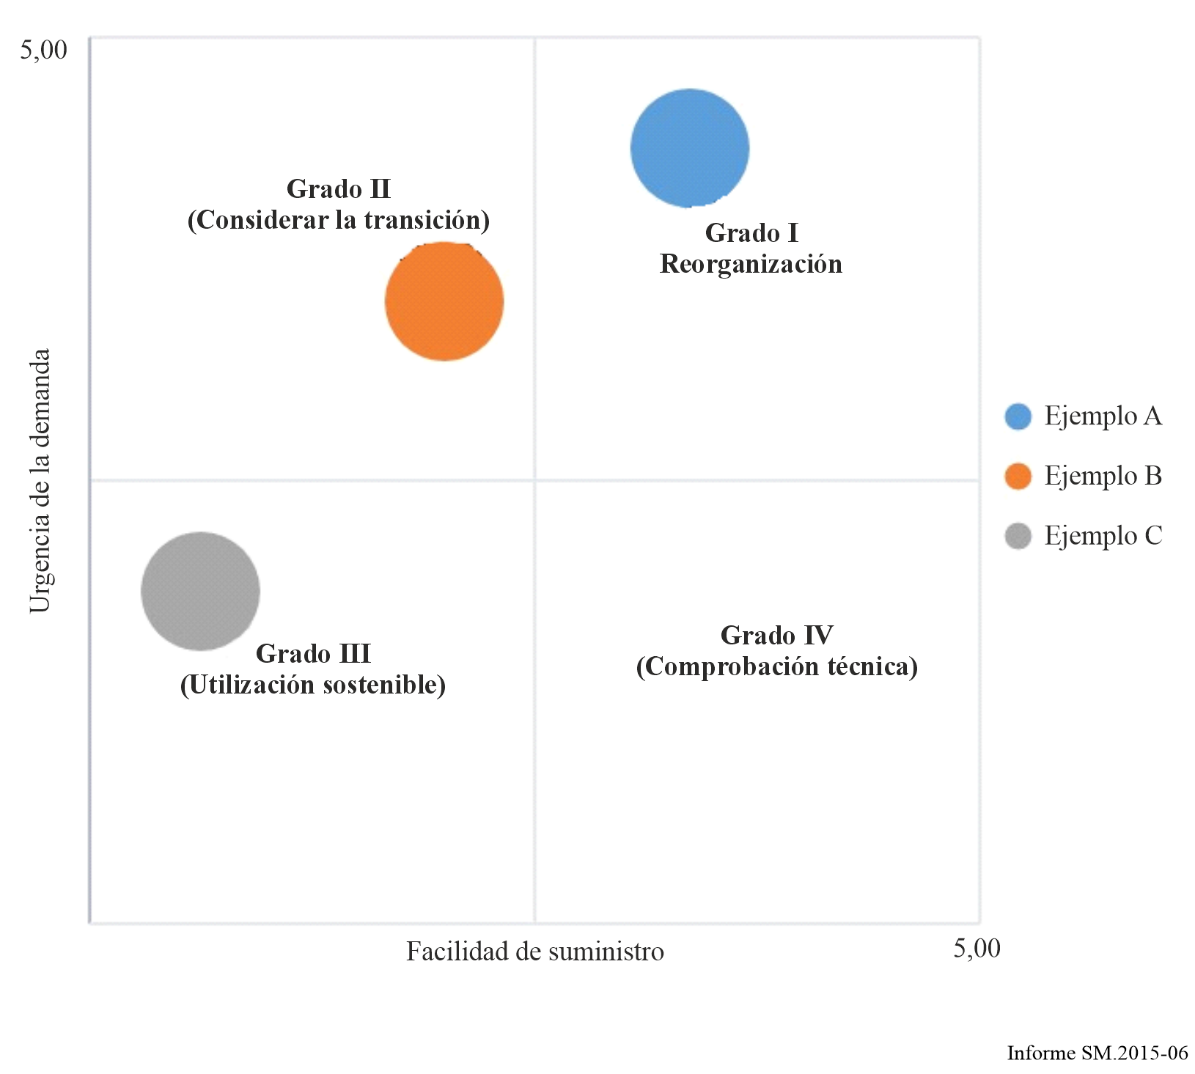 5,00
Grado II
(Considerar la transición)
Grado I
Reorganización
Urgencia de la demanda
Ejemplo A
Ejemplo B
Ejemplo C
Grado III
(Utilización sostenible)
Grado IV
(Comprobación técnica)
Facilidad de suministro
5,00
Informe SM.2015-06